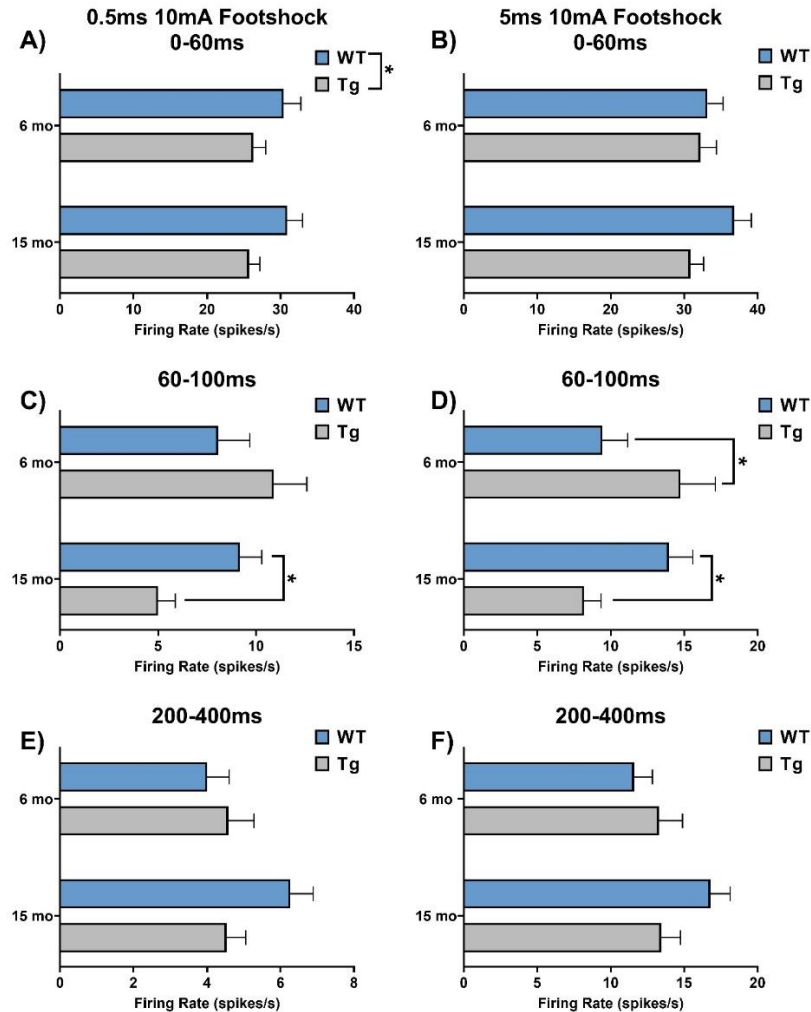 0.5ms 10mA Footshock
A) 0-60ms
WT
*
Tg
6 mo
15 mo
0 10 20 30 40
Firing Rate (spikes/s)
5ms 10mA Footshock
B) 0-60ms
WT
Tg
6 mo
15 mo
0 10 20 30 40
Firing Rate (spikes/s)
C) 60-100ms
WT
Tg
6 mo
15 mo
*
0 5 10 15
Firing Rate (spikes/s)
D) 60-100ms
WT
Tg
6 mo
*
15 mo
*
0 5 10 15 20
Firing Rate (spikes/s)
E) 200-400ms
WT
Tg
6 mo
15 mo
0 2 4 6 8
Firing Rate (spikes/s)
F) 200-400ms
WT
Tg
6 mo
15 mo
0 5 10 15 20
Firing Rate (spikes/s)